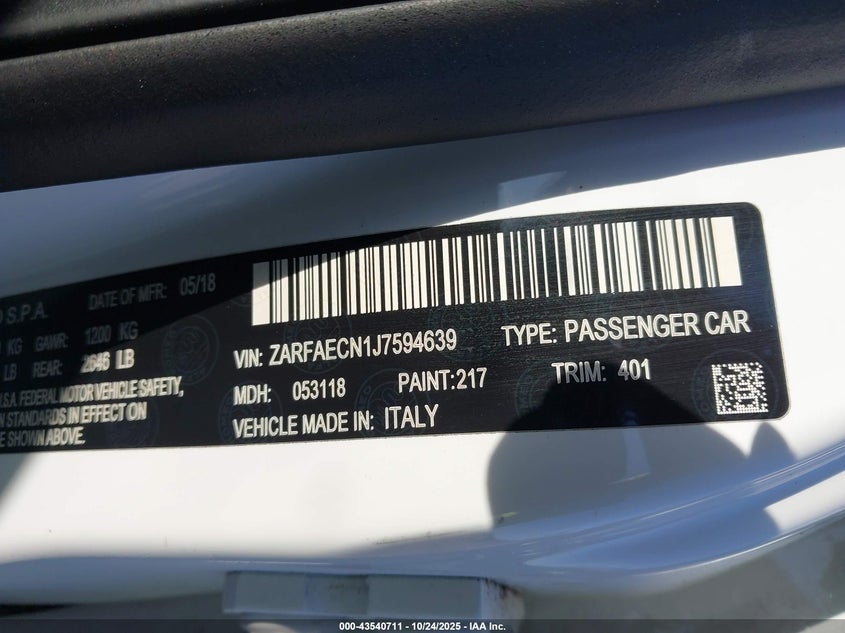 O S.P.A. DATE OF MFR: 05/18
KG GAWR: 1200 KG
LB REAR: 2646 LB
U.S.A. FEDERAL MOTOR VEHICLE SAFETY,
STANDARDS IN EFFECT ON
SHOWN ABOVE.
VIN: ZARFAECN1J7594639 TYPE: PASSENGER CAR
MDH: 053118 PAINT:217 TRIM: 401
VEHICLE MADE IN: ITALY
000-43540711 - 10/24/2025 - IAA Inc.